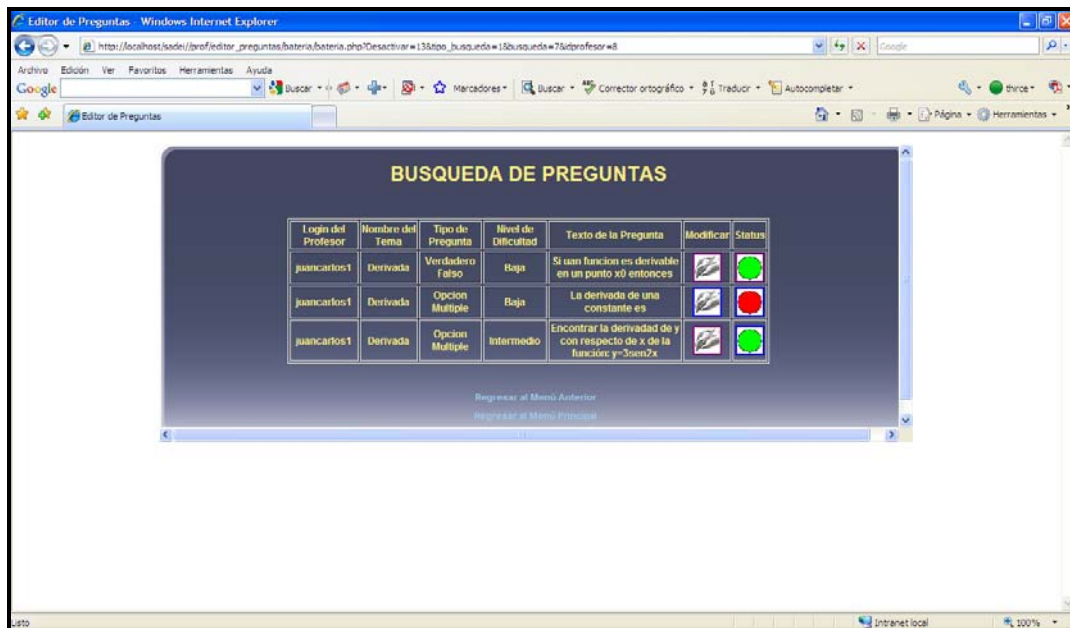 Editor de Preguntas - Windows Internet Explorer
http://localhost/sadei//prof/editor_preguntas/bateria/bateria.php?Desactivar=13&tipo_busqueda=1&busqueda=7&idprofesor=8
Google
Archivo Edición Ver Favoritos Herramientas Ayuda
Google Buscar Marcadores Buscar Corrector ortográfico Traducir Autocompletar thirce
Editor de Preguntas Página Herramientas
BUSQUEDA DE PREGUNTAS
Login del Profesor Nombre del Tema Tipo de Pregunta Nivel de Dificultad Texto de la Pregunta Modificar Status
juancarlos1 Derivada Verdadero Falso Baja Si uan funcion es derivable en un punto x0 entonces
juancarlos1 Derivada Opcion Multiple Baja La derivada de una constante es
juancarlos1 Derivada Opcion Multiple Intermedio Encontrar la derivadad de y con respecto de x de la función: y=3sen2x
Regresar al Menú Anterior
Regresar al Menú Principal
Listo Intranet local 100%